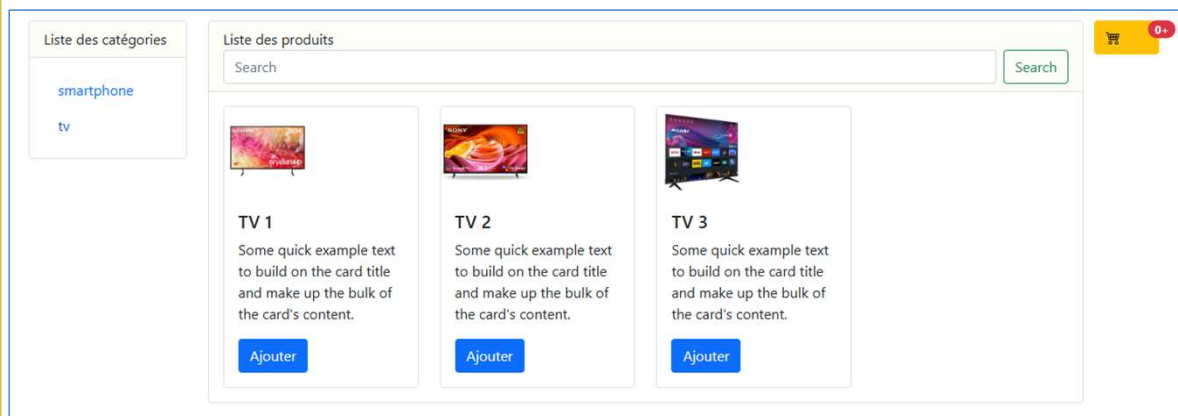 Liste des catégories
smartphone
tv
Liste des produits
Search
Search
0+
SONY
TV 1
Some quick example text
to build on the card title
and make up the bulk of
the card's content.
Ajouter
TV 2
Some quick example text
to build on the card title
and make up the bulk of
the card's content.
Ajouter
TV 3
Some quick example text
to build on the card title
and make up the bulk of
the card's content.
Ajouter